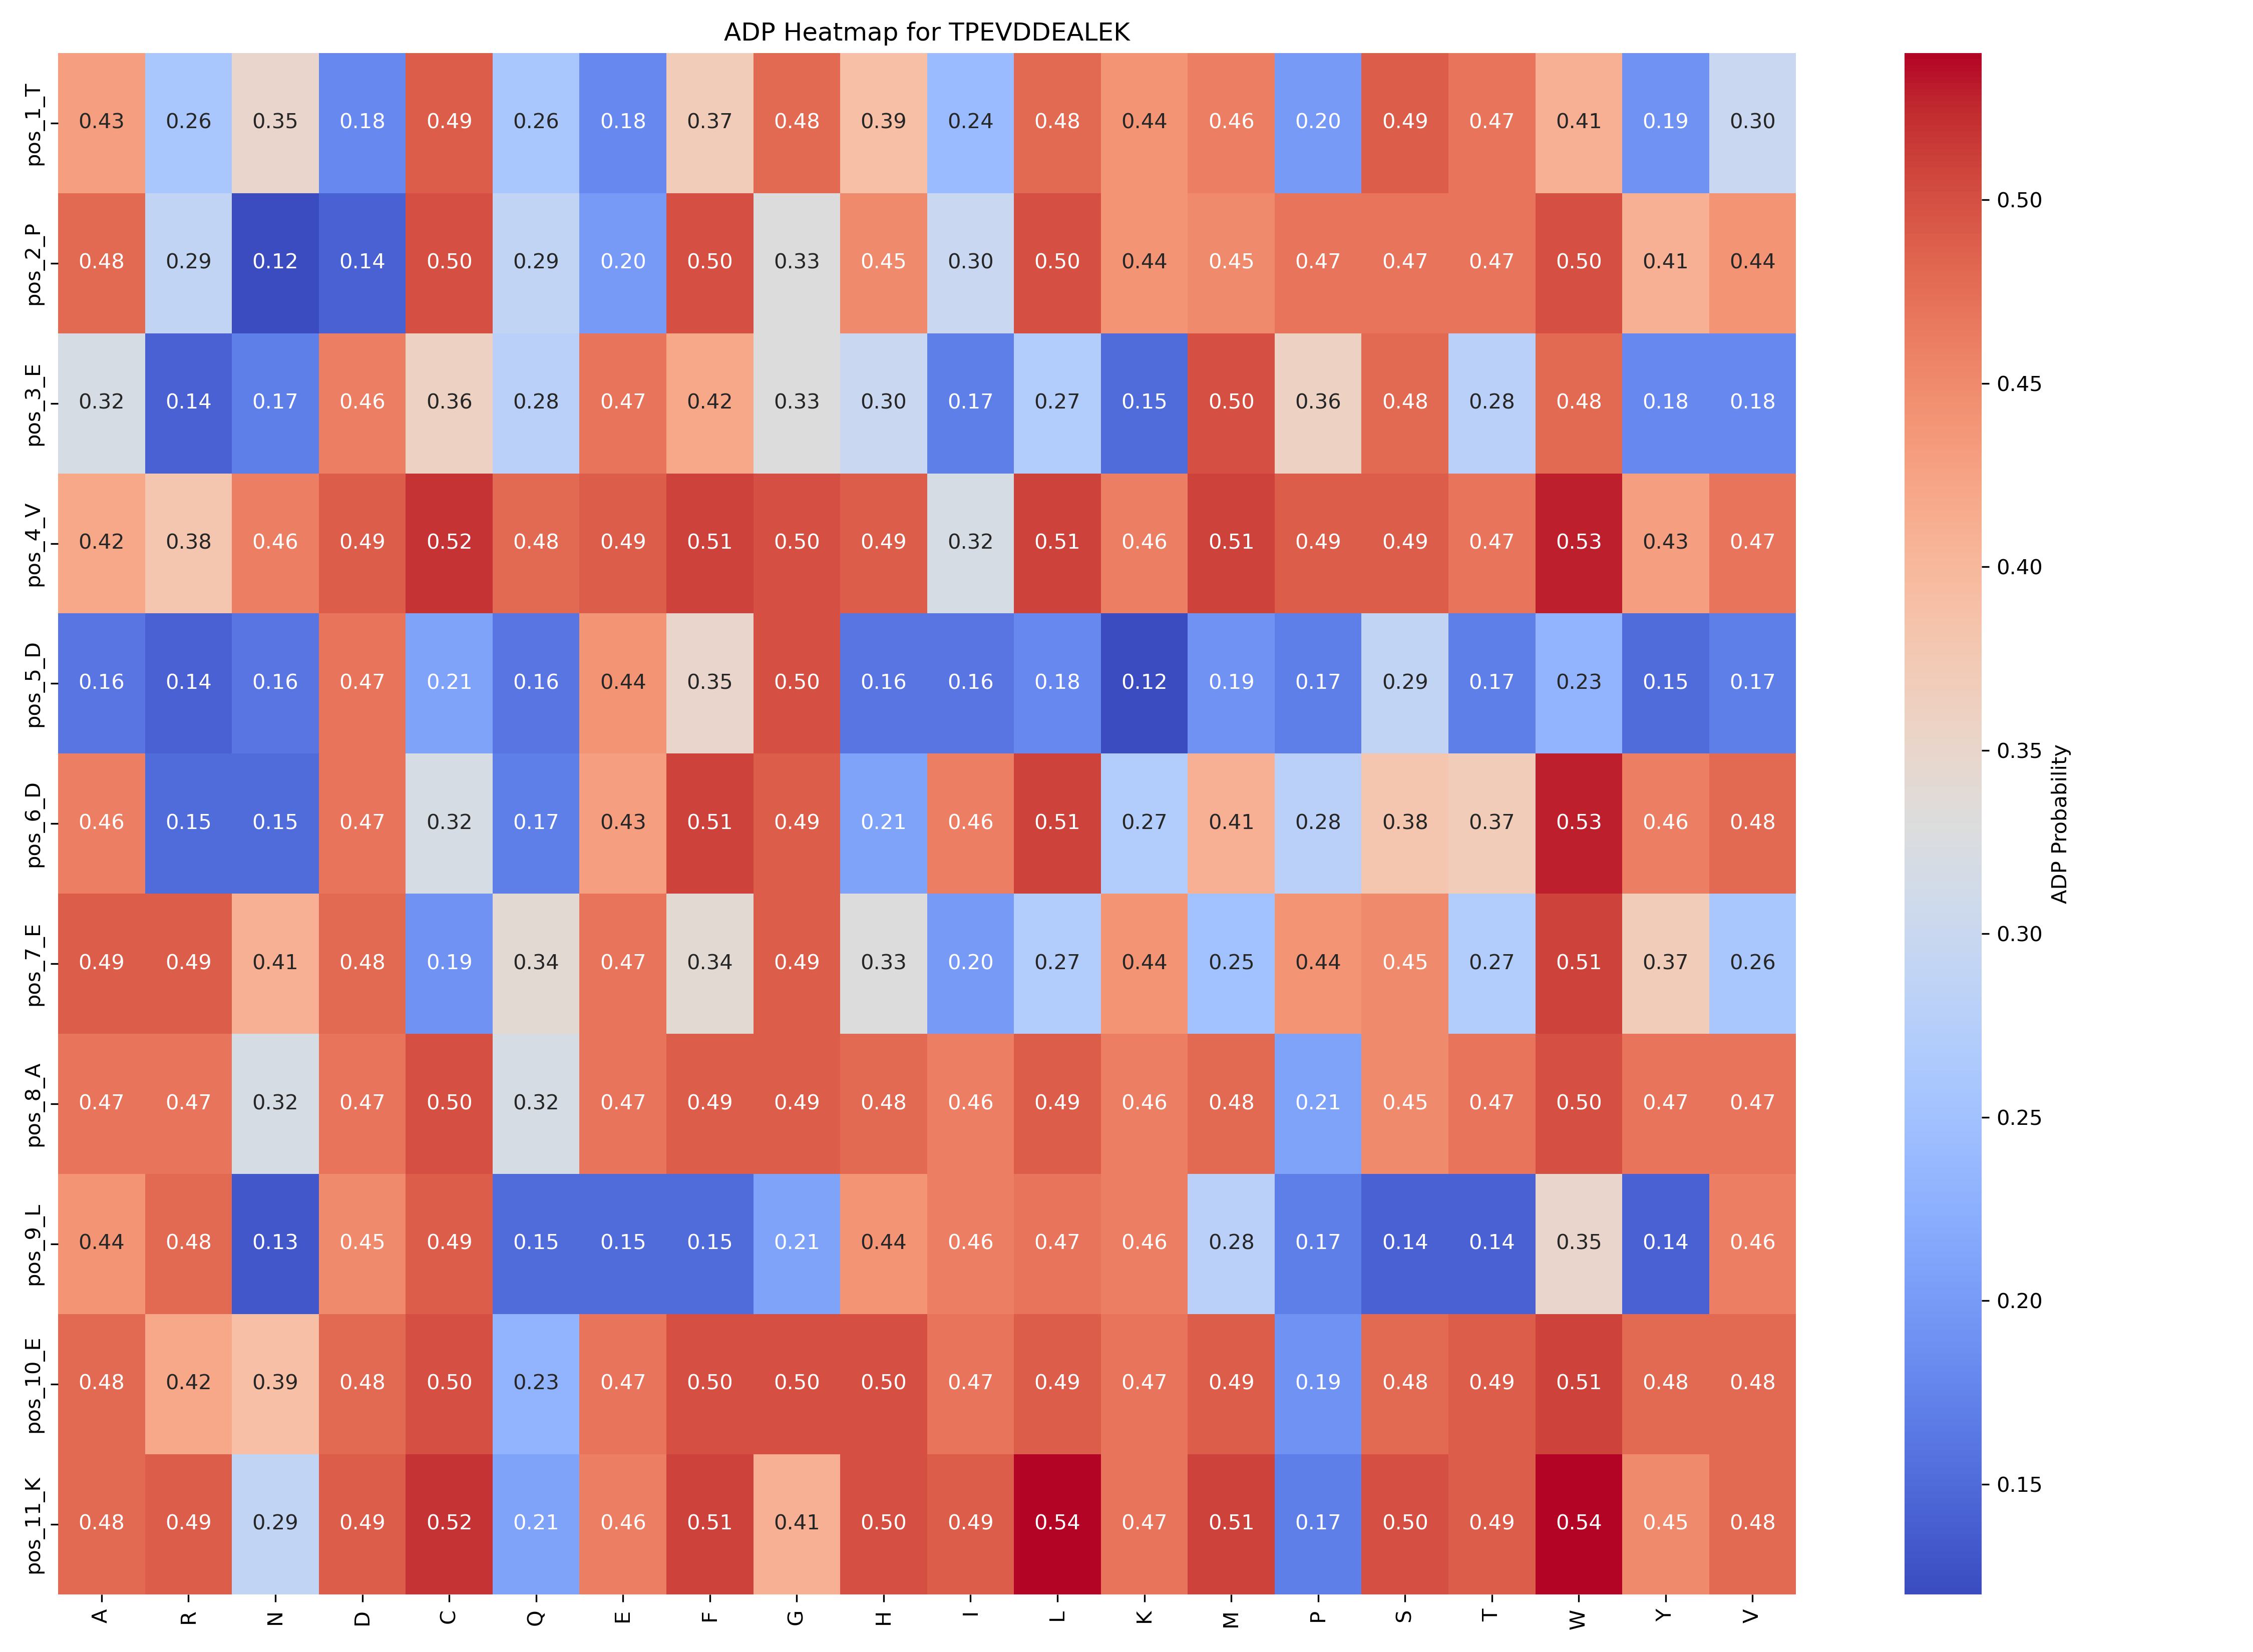 ADP Heatmap for TPEVDDEALEK
pos_1_T 0.43 0.26 0.35 0.18 0.49 0.26 0.18 0.37 0.48 0.39 0.24 0.48 0.44 0.46 0.20 0.49 0.47 0.41 0.19 0.30
pos_2_P 0.48 0.29 0.12 0.14 0.50 0.29 0.20 0.50 0.33 0.45 0.30 0.50 0.44 0.45 0.47 0.47 0.47 0.50 0.41 0.44
pos_3_E 0.32 0.14 0.17 0.46 0.36 0.28 0.47 0.42 0.33 0.30 0.17 0.27 0.15 0.50 0.36 0.48 0.28 0.48 0.18 0.18
pos_4_V 0.42 0.38 0.46 0.49 0.52 0.48 0.49 0.51 0.50 0.49 0.32 0.51 0.46 0.51 0.49 0.49 0.47 0.53 0.43 0.47
pos_5_D 0.16 0.14 0.16 0.47 0.21 0.16 0.44 0.35 0.50 0.16 0.16 0.18 0.12 0.19 0.17 0.29 0.17 0.23 0.15 0.17
pos_6_D 0.46 0.15 0.15 0.47 0.32 0.17 0.43 0.51 0.49 0.21 0.46 0.51 0.27 0.41 0.28 0.38 0.37 0.53 0.46 0.48
pos_7_E 0.49 0.49 0.41 0.48 0.19 0.34 0.47 0.34 0.49 0.33 0.20 0.27 0.44 0.25 0.44 0.45 0.27 0.51 0.37 0.26
pos_8_A 0.47 0.47 0.32 0.47 0.50 0.32 0.47 0.49 0.49 0.48 0.46 0.49 0.46 0.48 0.21 0.45 0.47 0.50 0.47 0.47
pos_9_L 0.44 0.48 0.13 0.45 0.49 0.15 0.15 0.15 0.21 0.44 0.46 0.47 0.46 0.28 0.17 0.14 0.14 0.35 0.14 0.46
pos_10_E 0.48 0.42 0.39 0.48 0.50 0.23 0.47 0.50 0.50 0.50 0.47 0.49 0.47 0.49 0.19 0.48 0.49 0.51 0.48 0.48
pos_11_K 0.48 0.49 0.29 0.49 0.52 0.21 0.46 0.51 0.41 0.50 0.49 0.54 0.47 0.51 0.17 0.50 0.49 0.54 0.45 0.48
A R N D C Q E F G H I L K M P S T W Y V
0.50
0.45
0.40
0.35
0.30
0.25
0.20
0.15
ADP Probability